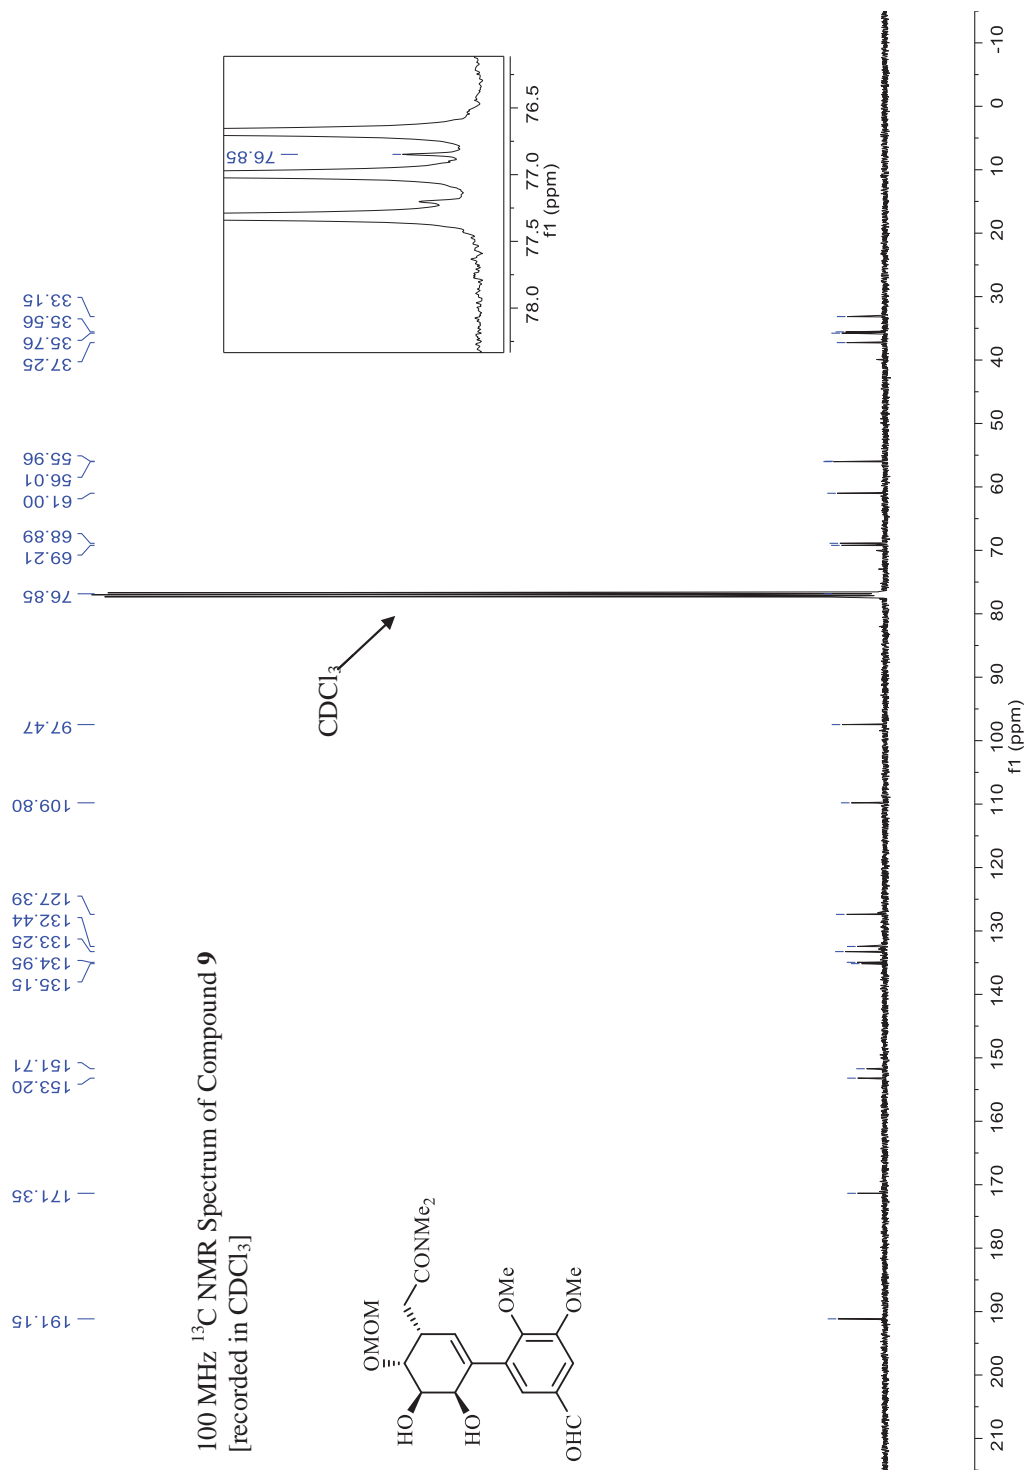 100 MHz ¹³C NMR Spectrum of Compound 9
[recorded in CDCl₃]
HO
HO
OMOM
CONMe₂
OMe
OMe
OHC
191.15
171.35
153.20
151.71
135.15
134.95
133.25
132.44
127.39
109.80
97.47
76.85
69.21
68.89
61.00
56.01
55.96
37.25
35.76
35.56
33.15
CDCl₃
76.85
78.0 77.5 77.0 76.5
f1 (ppm)
210 200 190 180 170 160 150 140 130 120 110 100 90 80 70 60 50 40 30 20 10 0 -10
f1 (ppm)